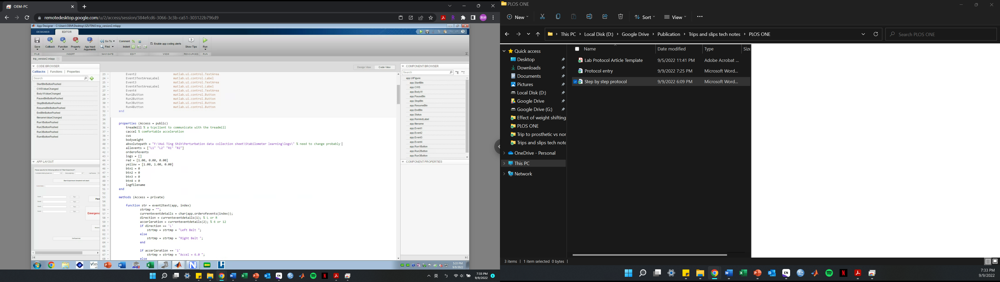 OEM-PC
remotedesktop.google.com/u/2/access/session/384efcd6-3066-3c3b-ca51-303122b796d9
惠婷
App Designer - C:\Users\OEM\Desktop\SZUTING\trip_version2.mlapp
DESIGNER EDITOR
Save Callback Function Property App Input Arguments
Go To Find
Comment Indent
Enable app coding alerts
Show Tips Run
FILE INSERT NAVIGATE EDIT VIEW RESOURCES RUN
trip_version2.mlapp
CODE BROWSER
Callbacks Functions Properties
Search
StartBtnButtonPushed
CWSValueChanged
BodyWValueChanged
PauseBtnButtonPushed
StopBtnButtonPushed
ResumeBtnButtonPushed
EndBtnButtonPushed
filenameValueChanged
Run1ButtonPushed
Run2ButtonPushed
Run3ButtonPushed
Run4ButtonPushed
APP LAYOUT
Please specify the following before hit "Start Experiment"
Start Experiment (treadmill will start)
Paus
Emergenc
Design View Code View
23 - Event2 matlab.ui.control.TextArea
24 - Event3TextAreaLabel matlab.ui.control.Label
25 - Event3 matlab.ui.control.TextArea
26 - Event4TextAreaLabel matlab.ui.control.Label
27 - Event4 matlab.ui.control.TextArea
28 - Run1Button matlab.ui.control.Button
29 - Run2Button matlab.ui.control.Button
30 - Run3Button matlab.ui.control.Button
31 - Run4Button matlab.ui.control.Button
32 - end
33
34
35 properties (Access = public)
36 - treadmill % a tcpclient to communicate with the treadmill
37 - caccel % comfortable acceleration
38 - cws
39 - bodyweight
40 - absolutepath = "F:\Hui Ting Shih\Perturbation data collection sheet\Stabilometer learning\logs\" % need to change probably
41 - allevents = ["L1" "L2" "R1" "R2"]
42 - orderofevents
43 - logs = []
44 - red = [1.00, 0.00, 0.00]
45 - yellow = [1.00, 1.00, 0.00]
46 - btn1 = 0
47 - btn2 = 0
48 - btn3 = 0
49 - btn4 = 0
50 - logfilename
51 - end
52
53 methods (Access = private)
54
55 function str = event2text(app, index)
56 - strtmp = "";
57 - currenteventdetails = char(app.orderofevents(index));
58 - direction = currenteventdetails(1); % L or R
59 - accerleration = currenteventdetails(2); % 6 or 12
60 - if direction == 'L'
61 - strtmp = strtmp + "Left Belt ";
62 - else
63 - strtmp = strtmp + "Right Belt ";
64 - end
65
66 - if accerleration == '1'
67 - strtmp = strtmp + "Accel = 6.0 ";
68 - else
COMPONENT BROWSER
Search
app.UIFigure
app.StartBtn
app.CWS
app.BodyW
app.PauseBtn
app.StopBtn
app.ResumeBtn
app.EndBtn
app.Status
app.RemindLabel
app.filename
app.Event1
app.Event2
app.Event3
app.Event4
app.Run1Button
app.Run2Button
app.Run3Button
COMPONENT PROPERTIES
5:33 PM
9/9/2022
英
ㄅ
7:33 PM
9/9/2022
6
PLOS ONE
New Sort View
This PC Local Disk (D:) Google Drive Publication Trips and slips tech notes PLOS ONE
Search PLOS ONE
Quick access
Desktop
Downloads
Documents
Pictures
Local Disk (D:)
Google Drive
Google Drive (G:)
Effect of weight shifting
PLOS ONE
Trip to prosthetic vs nor
Trips and slips tech note
OneDrive - Personal
This PC
Network
Name Date modified Type Size
Lab Protocol Article Template 9/5/2022 11:41 PM Adobe Acrobat ...
Protocol entry 9/9/2022 7:25 PM Microsoft Word...
Step by step protocol 9/9/2022 6:09 PM Microsoft Word...
3 items 1 item selected 0 bytes
7:33 PM
9/9/2022